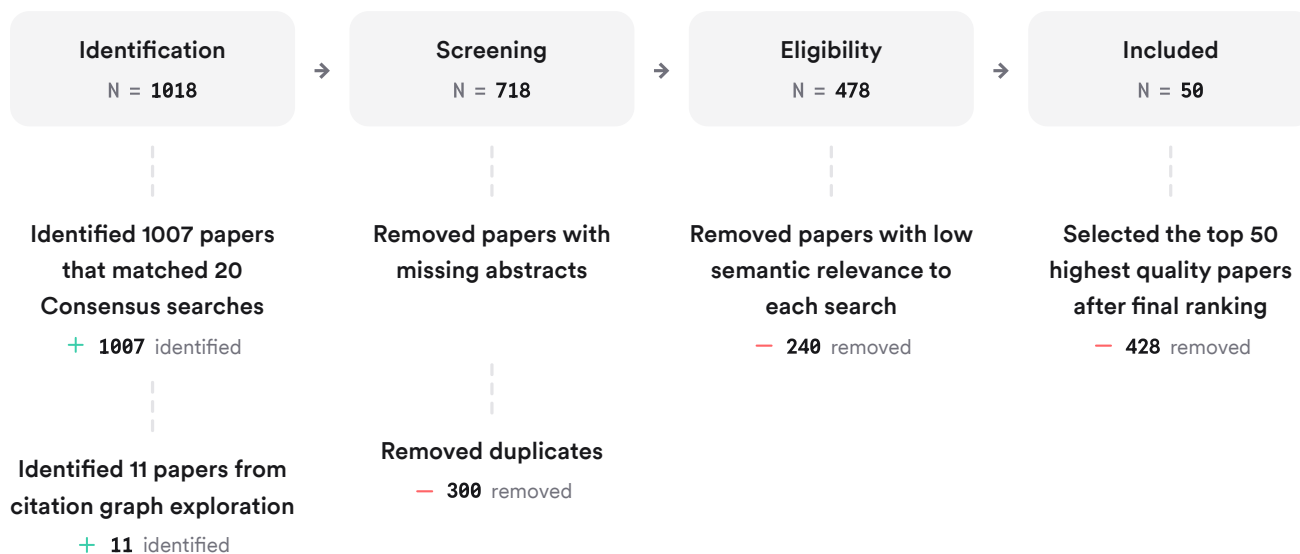 Identification
N = 1018
Screening
N = 718
Eligibility
N = 478
Included
N = 50
Identified 1007 papers
that matched 20
Consensus searches
+ 1007 identified
Identified 11 papers from
citation graph exploration
+ 11 identified
Removed papers with
missing abstracts
Removed duplicates
− 300 removed
Removed papers with low
semantic relevance to
each search
− 240 removed
Selected the top 50
highest quality papers
after final ranking
− 428 removed